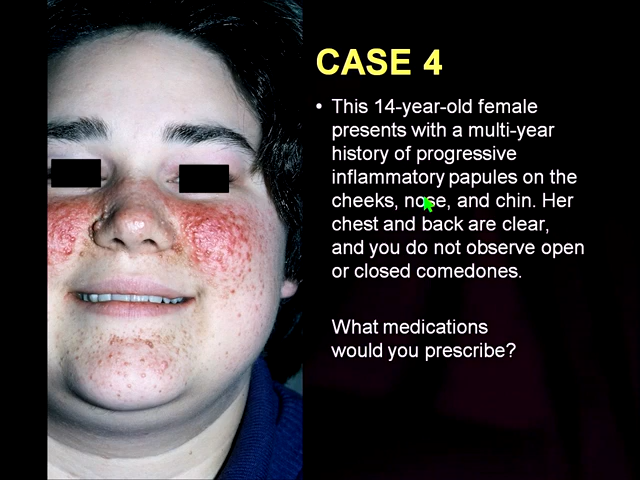 CASE 4
• This 14-year-old female
presents with a multi-year
history of progressive
inflammatory papules on the
cheeks, nose, and chin. Her
chest and back are clear,
and you do not observe open
or closed comedones.
What medications
would you prescribe?